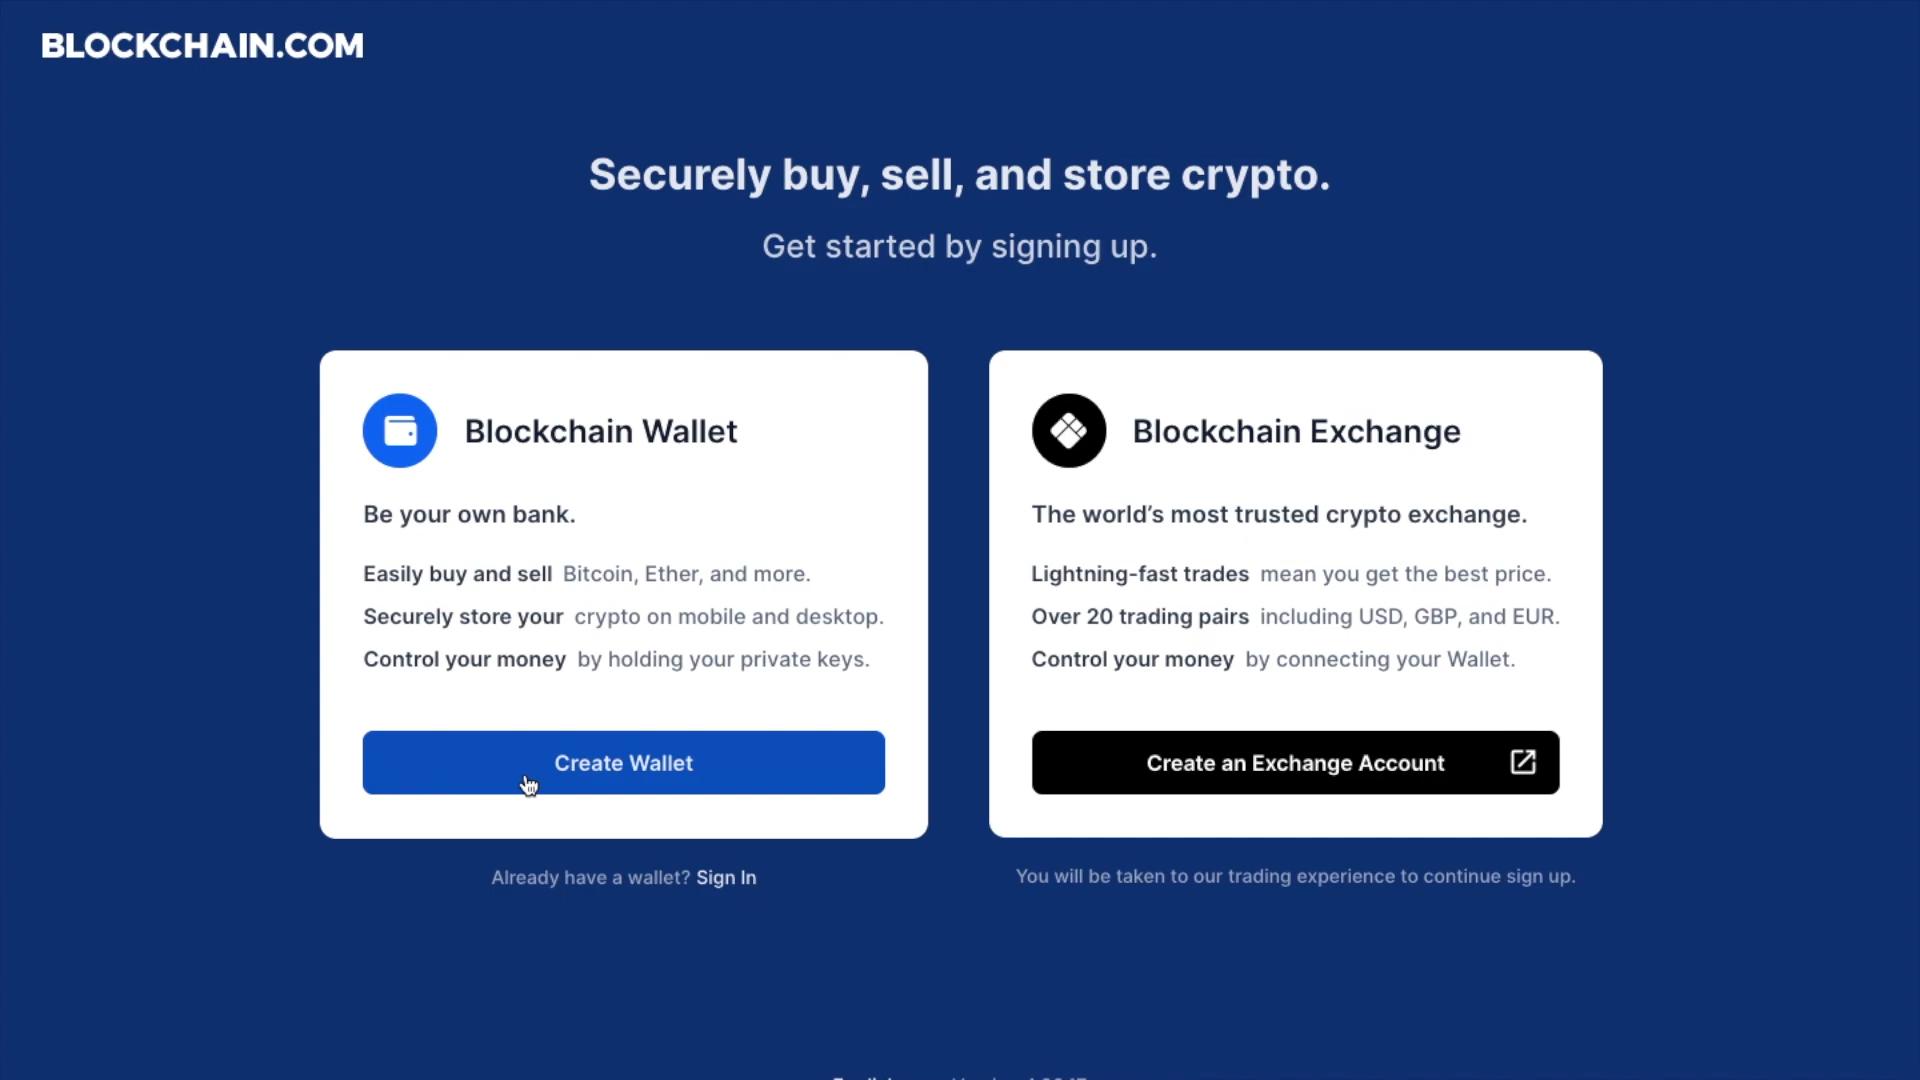 BLOCKCHAIN.COM
Securely buy, sell, and store crypto.
Get started by signing up.
Blockchain Wallet
Be your own bank.
Easily buy and sell Bitcoin, Ether, and more.
Securely store your crypto on mobile and desktop.
Control your money by holding your private keys.
Create Wallet
Already have a wallet? Sign In
Blockchain Exchange
The world's most trusted crypto exchange.
Lightning-fast trades mean you get the best price.
Over 20 trading pairs including USD, GBP, and EUR.
Control your money by connecting your Wallet.
Create an Exchange Account
You will be taken to our trading experience to continue sign up.